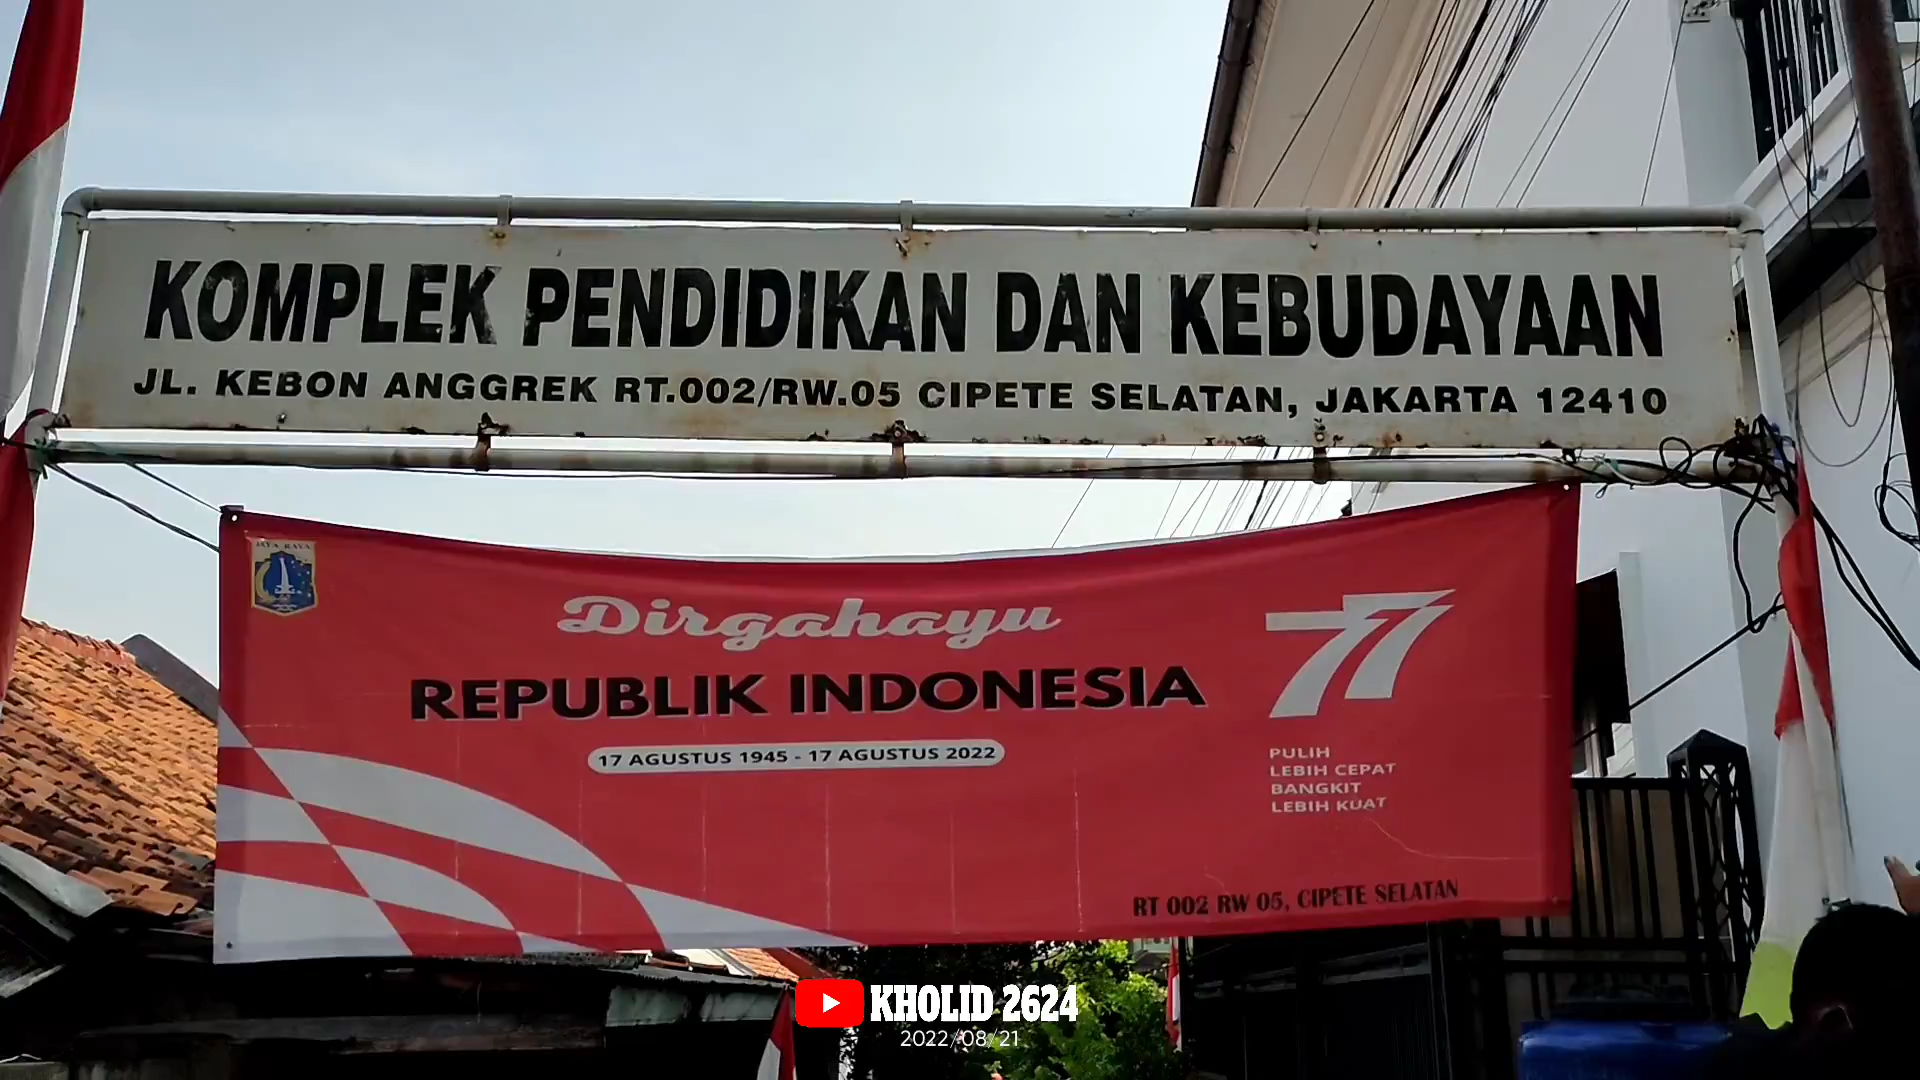 KOMPLEK PENDIDIKAN DAN KEBUDAYAAN
JL. KEBON ANGGREK RT.002/RW.05 CIPETE SELATAN, JAKARTA 12410
JAYA RAYA
Dirgahayu
REPUBLIK INDONESIA
17 AGUSTUS 1945 - 17 AGUSTUS 2022
77
PULIH
LEBIH CEPAT
BANGKIT
LEBIH KUAT
RT 002 RW 05, CIPETE SELATAN
KHOLID 2624
2022/08/21